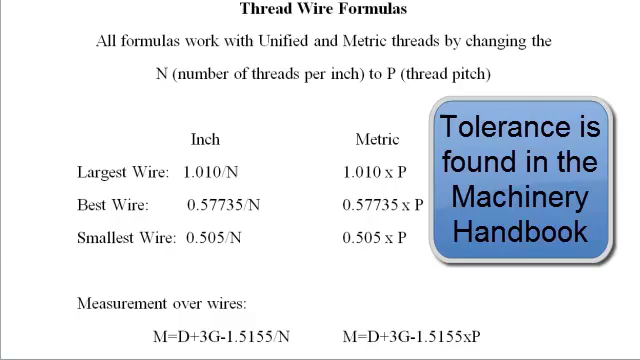 Thread Wire Formulas
All formulas work with Unified and Metric threads by changing the
N (number of threads per inch) to P (thread pitch)
Inch Metric
Largest Wire: 1.010/N 1.010 x P
Best Wire: 0.57735/N 0.57735 x P
Smallest Wire: 0.505/N 0.505 x P
Tolerance is
found in the
Machinery
Handbook
Measurement over wires:
M=D+3G-1.5155/N M=D+3G-1.5155xP